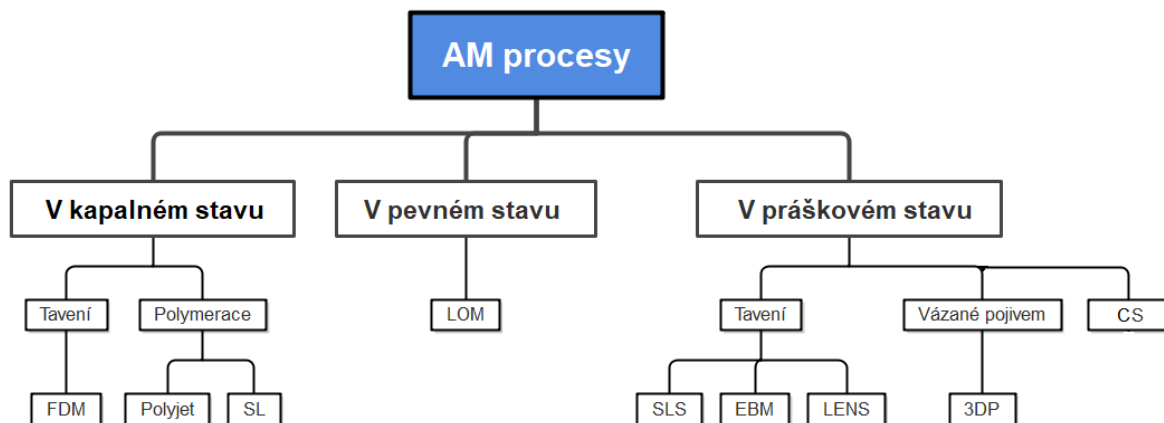 AM procesy
V kapalném stavu
V pevném stavu
V práškovém stavu
Tavení
Polymerace
LOM
Tavení
Vázané pojivem
CS
FDM
Polyjet
SL
SLS
EBM
LENS
3DP